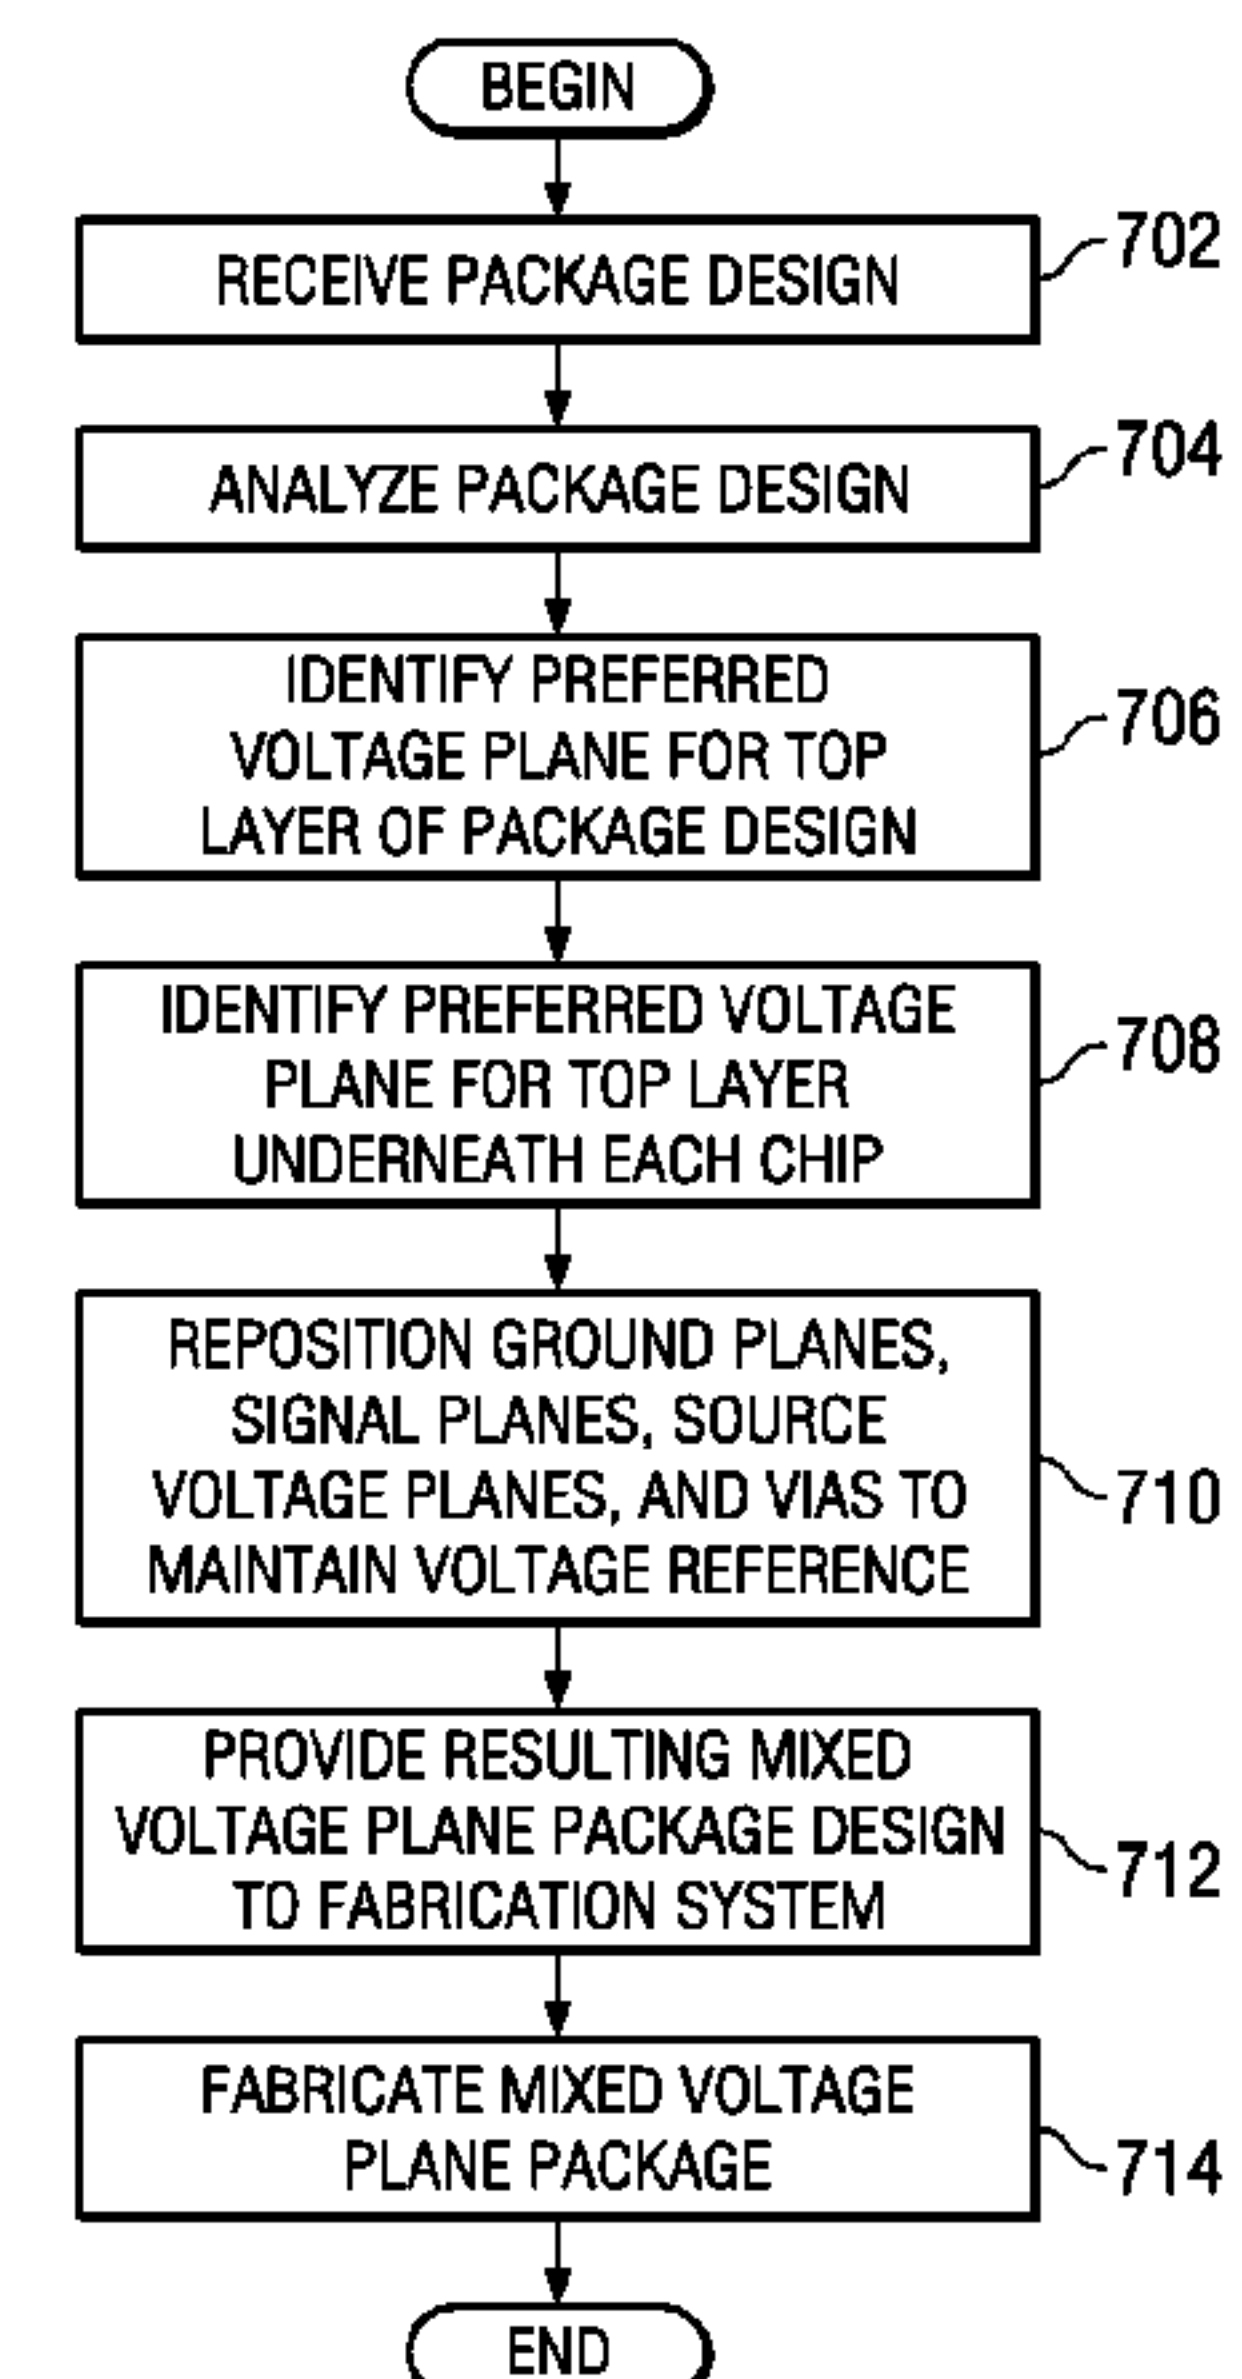 BEGIN
RECEIVE PACKAGE DESIGN
702
ANALYZE PACKAGE DESIGN
704
IDENTIFY PREFERRED
VOLTAGE PLANE FOR TOP
LAYER OF PACKAGE DESIGN
706
IDENTIFY PREFERRED VOLTAGE
PLANE FOR TOP LAYER
UNDERNEATH EACH CHIP
708
REPOSITION GROUND PLANES,
SIGNAL PLANES, SOURCE
VOLTAGE PLANES, AND VIAS TO
MAINTAIN VOLTAGE REFERENCE
710
PROVIDE RESULTING MIXED
VOLTAGE PLANE PACKAGE DESIGN
TO FABRICATION SYSTEM
712
FABRICATE MIXED VOLTAGE
PLANE PACKAGE
714
END